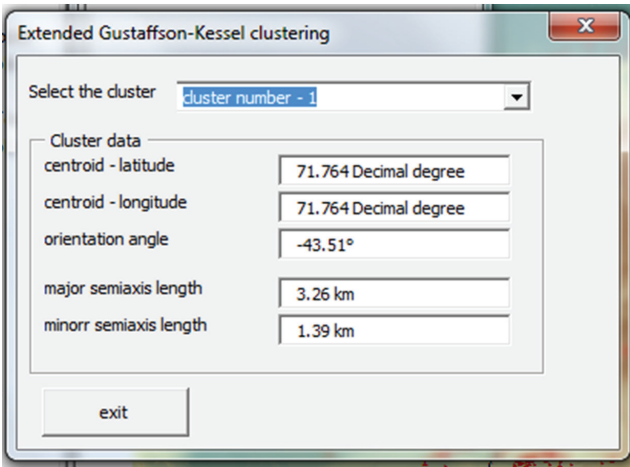 Extended Gustaffson-Kessel clustering
Select the cluster cluster number - 1
Cluster data
centroid - latitude 71.764 Decimal degree
centroid - longitude 71.764 Decimal degree
orientation angle -43.51°
major semiaxis length 3.26 km
minorr semiaxis length 1.39 km
exit